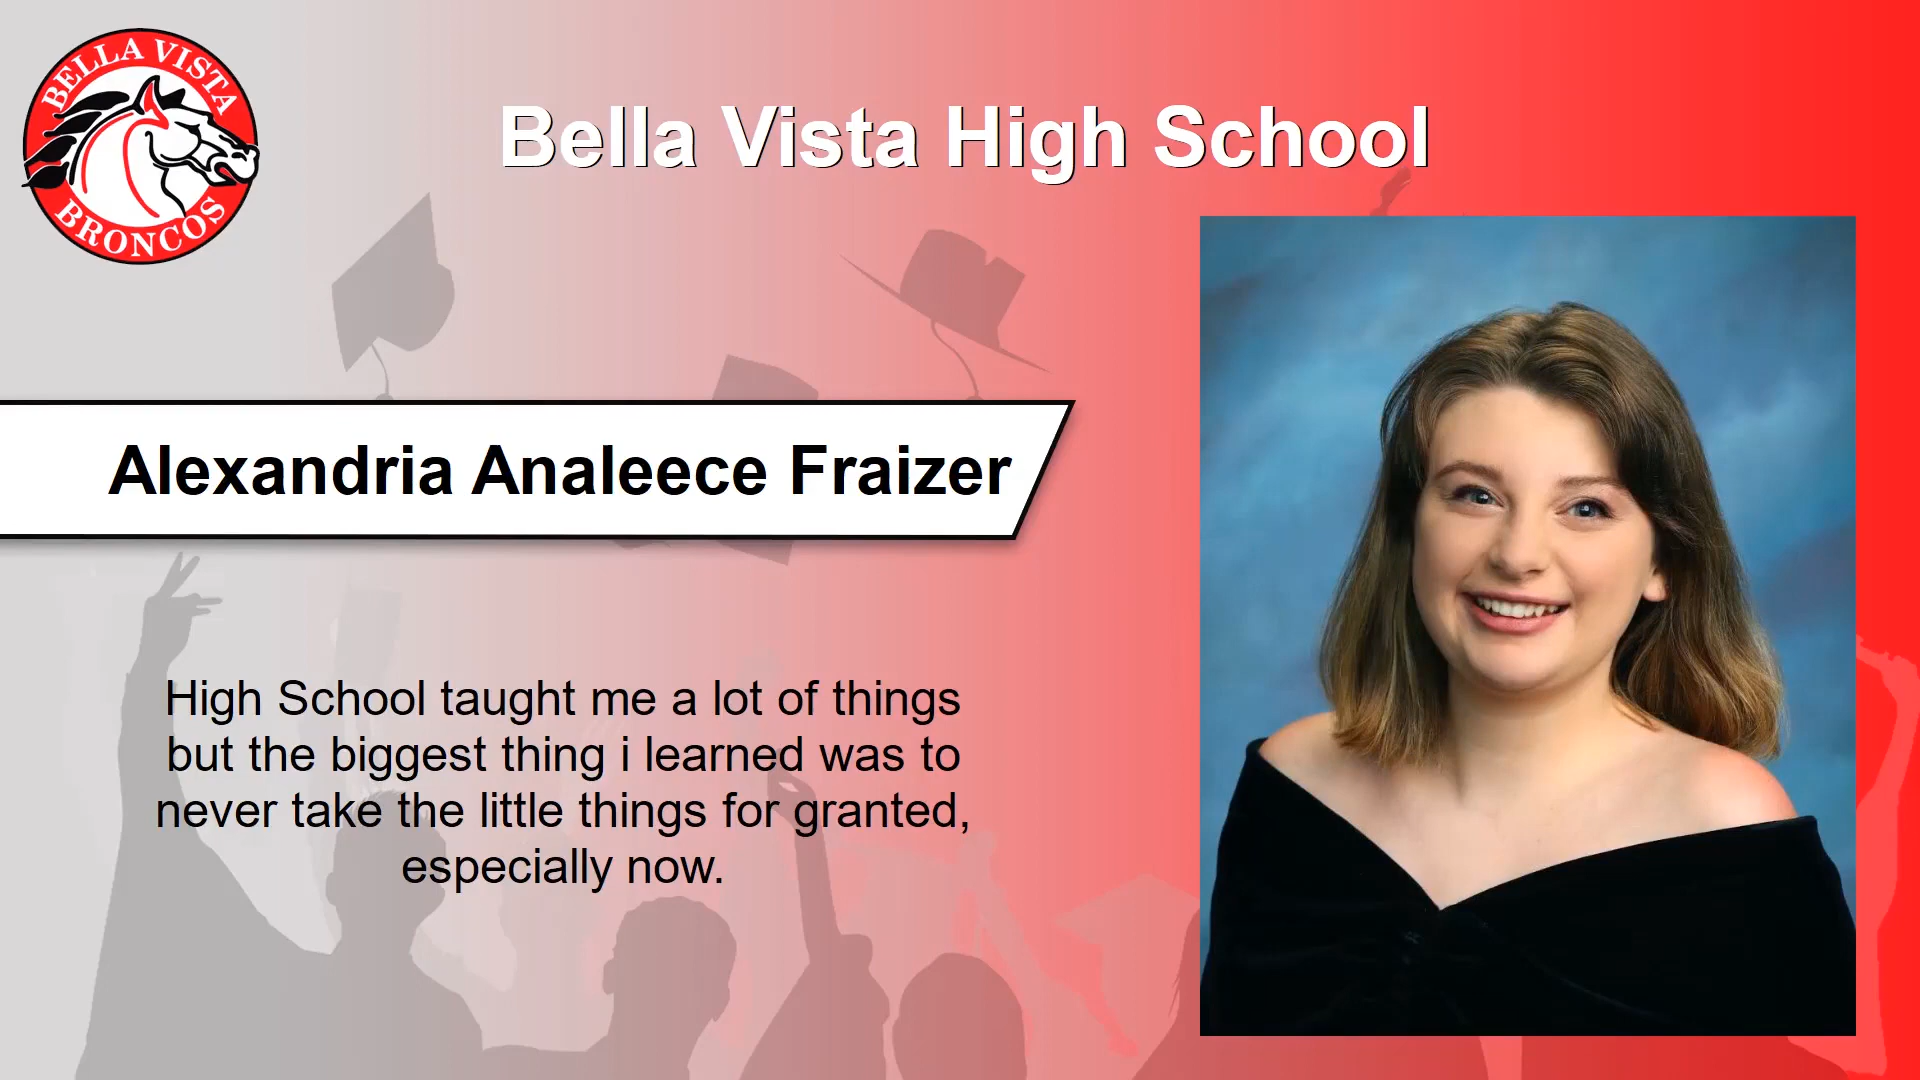 BELLA VISTA
BRONCOS
Bella Vista High School
Alexandria Analeece Fraizer
High School taught me a lot of things
but the biggest thing i learned was to
never take the little things for granted,
especially now.